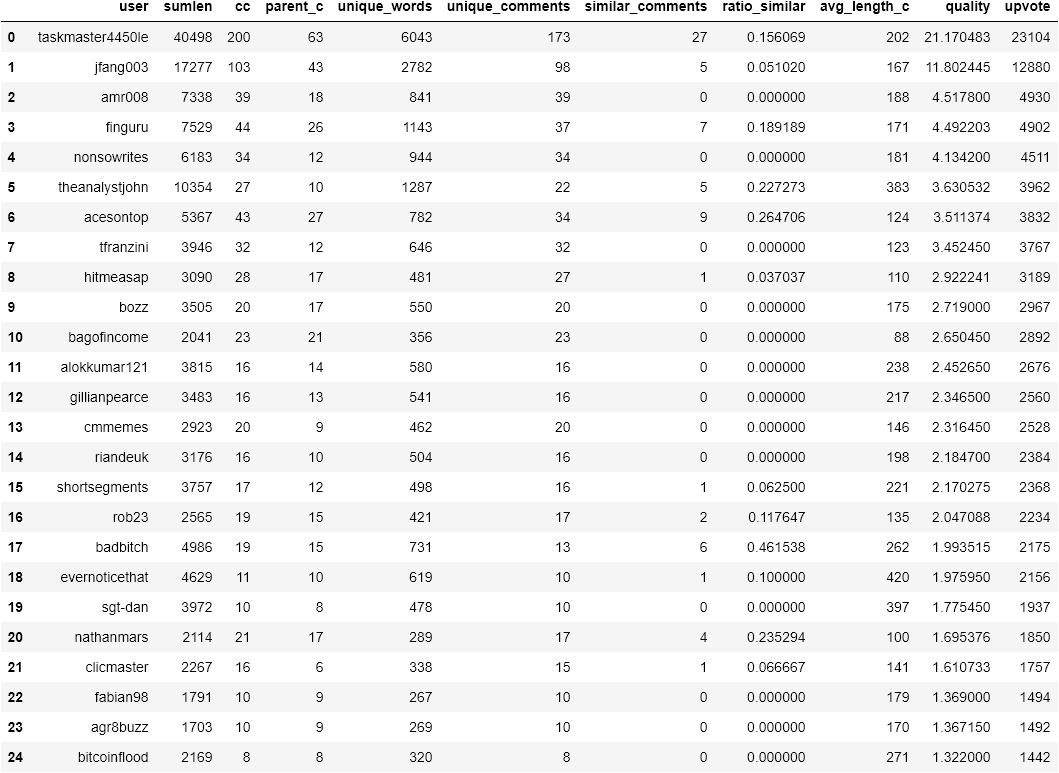 user sumlen cc parent_c unique_words unique_comments similar_comments ratio_similar avg_length_c quality upvote
0 taskmaster4450le 40498 200 63 6043 173 27 0.156069 202 21.170483 23104
1 jfang003 17277 103 43 2782 98 5 0.051020 167 11.802445 12880
2 amr008 7338 39 18 841 39 0 0.000000 188 4.517800 4930
3 finguru 7529 44 26 1143 37 7 0.189189 171 4.492203 4902
4 nonsowrites 6183 34 12 944 34 0 0.000000 181 4.134200 4511
5 theanalystjohn 10354 27 10 1287 22 5 0.227273 383 3.630532 3962
6 acesontop 5367 43 27 782 34 9 0.264706 124 3.511374 3832
7 tfranzini 3946 32 12 646 32 0 0.000000 123 3.452450 3767
8 hitmeasap 3090 28 17 481 27 1 0.037037 110 2.922241 3189
9 bozz 3505 20 17 550 20 0 0.000000 175 2.719000 2967
10 bagofincome 2041 23 21 356 23 0 0.000000 88 2.650450 2892
11 alokkumar121 3815 16 14 580 16 0 0.000000 238 2.452650 2676
12 gillianpearce 3483 16 13 541 16 0 0.000000 217 2.346500 2560
13 cmmemes 2923 20 9 462 20 0 0.000000 146 2.316450 2528
14 riandeuk 3176 16 10 504 16 0 0.000000 198 2.184700 2384
15 shortsegments 3757 17 12 498 16 1 0.062500 221 2.170275 2368
16 rob23 2565 19 15 421 17 2 0.117647 135 2.047088 2234
17 badbitch 4986 19 15 731 13 6 0.461538 262 1.993515 2175
18 evernoticethat 4629 11 10 619 10 1 0.100000 420 1.975950 2156
19 sgt-dan 3972 10 8 478 10 0 0.000000 397 1.775450 1937
20 nathanmars 2114 21 17 289 17 4 0.235294 100 1.695376 1850
21 clicmaster 2267 16 6 338 15 1 0.066667 141 1.610733 1757
22 fabian98 1791 10 9 267 10 0 0.000000 179 1.369000 1494
23 agr8buzz 1703 10 9 269 10 0 0.000000 170 1.367150 1492
24 bitcoinflood 2169 8 8 320 8 0 0.000000 271 1.322000 1442